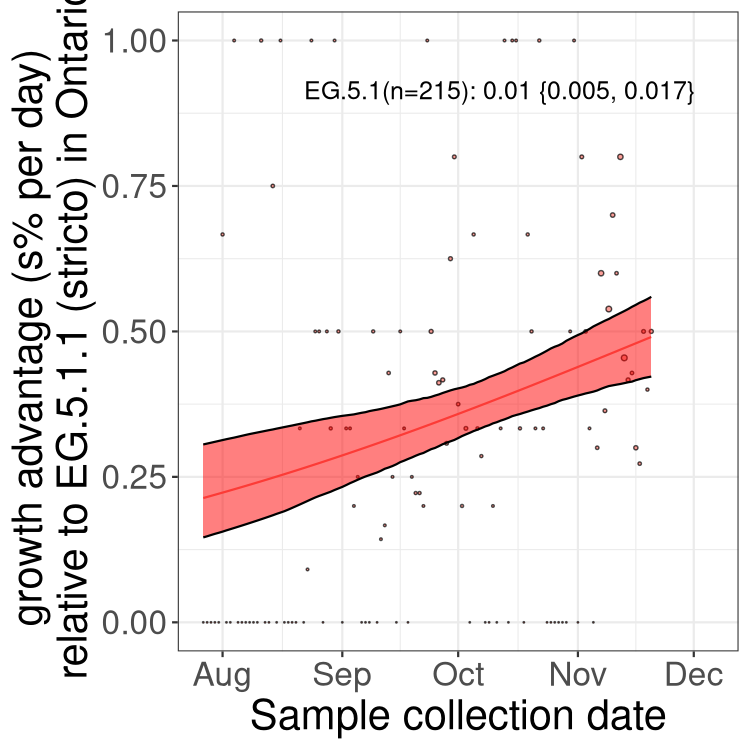 growth advantage (s% per day)
relative to EG.5.1.1 (stricto) in Ontario
1.00
0.75
0.50
0.25
0.00
EG.5.1(n=215): 0.01 {0.005, 0.017}
Aug Sep Oct Nov Dec
Sample collection date